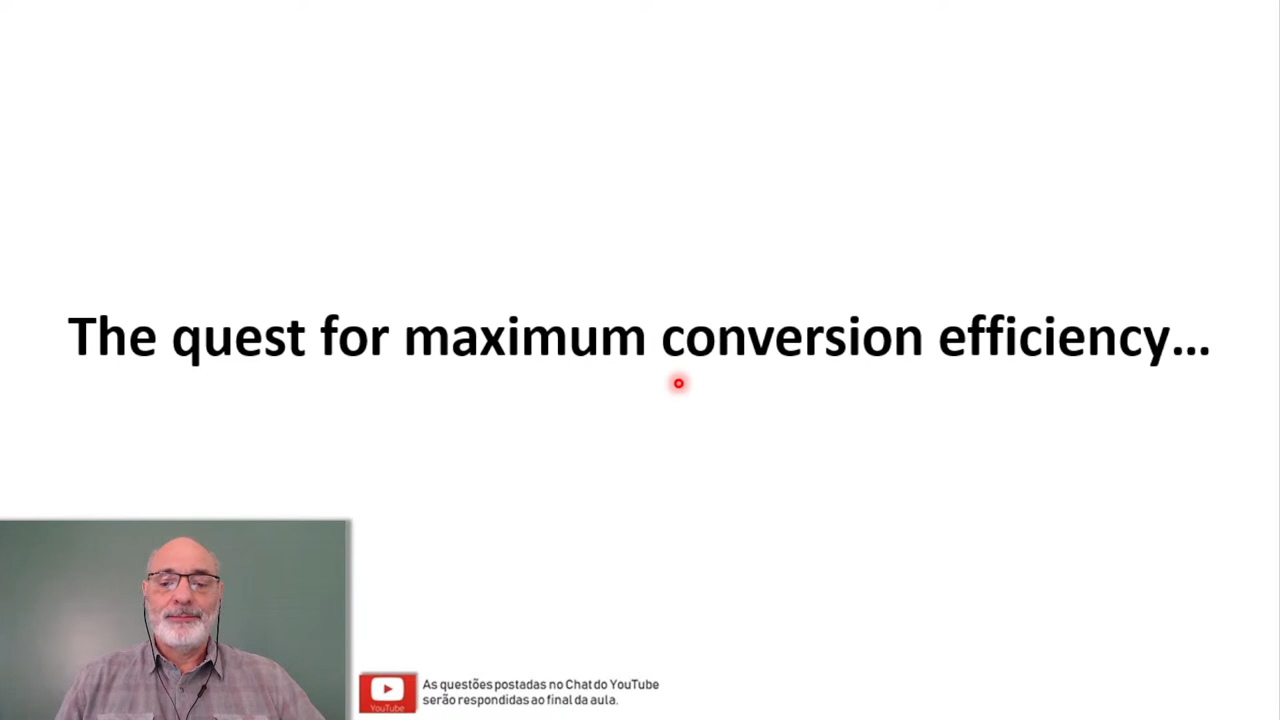 The quest for maximum conversion efficiency...
As questões postadas no Chat do YouTube
serão respondidas ao final da aula.
YouTube